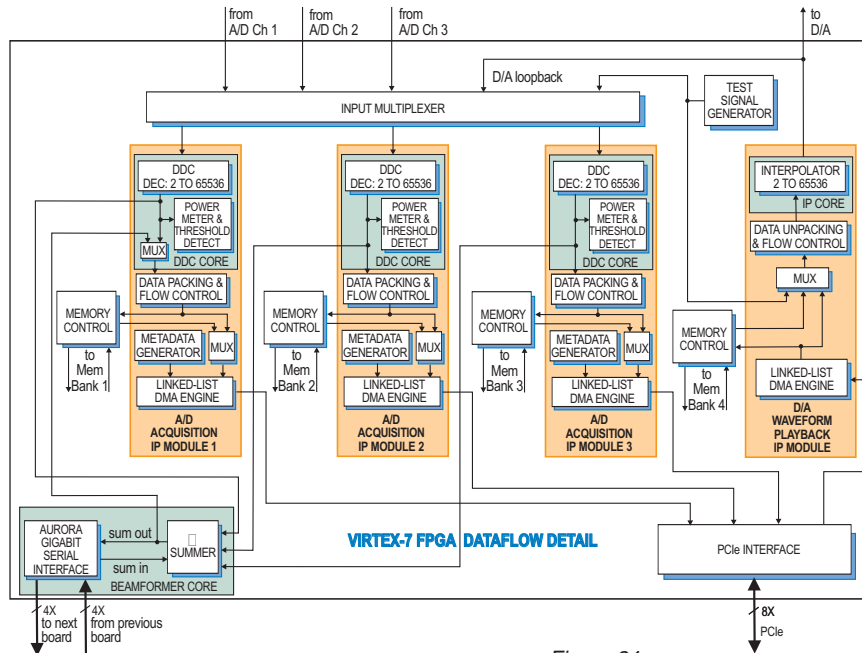 from
A/D Ch 1
from
A/D Ch 2
from
A/D Ch 3
to
D/A
D/A loopback
INPUT MULTIPLEXER
TEST
SIGNAL
GENERATOR
DDC
DEC: 2 TO 65536
POWER
METER &
THRESHOLD
DETECT
MUX
DDC CORE
DATA PACKING &
FLOW CONTROL
MEMORY
CONTROL
to
Mem
Bank 1
METADATA
GENERATOR
MUX
LINKED-LIST
DMA ENGINE
A/D
ACQUISITION
IP MODULE 1
DDC
DEC: 2 TO 65536
POWER
METER &
THRESHOLD
DETECT
DDC CORE
DATA PACKING &
FLOW CONTROL
MEMORY
CONTROL
to
Mem
Bank 2
METADATA
GENERATOR
MUX
LINKED-LIST
DMA ENGINE
A/D
ACQUISITION
IP MODULE 2
DDC
DEC: 2 TO 65536
POWER
METER &
THRESHOLD
DETECT
DDC CORE
DATA PACKING &
FLOW CONTROL
MEMORY
CONTROL
to
Mem
Bank 3
METADATA
GENERATOR
MUX
LINKED-LIST
DMA ENGINE
A/D
ACQUISITION
IP MODULE 3
INTERPOLATOR
2 TO 65536
IP CORE
DATA UNPACKING
& FLOW CONTROL
MUX
MEMORY
CONTROL
to
Mem
Bank 4
LINKED-LIST
DMA ENGINE
D/A
WAVEFORM
PLAYBACK
IP MODULE
AURORA
GIGABIT
SERIAL
INTERFACE
sum out
sum in
SUMMER
BEAMFORMER CORE
VIRTEX-7 FPGA DATAFLOW DETAIL
PCIe INTERFACE
4X
to next
board
4X
from previous
board
8X
PCIe